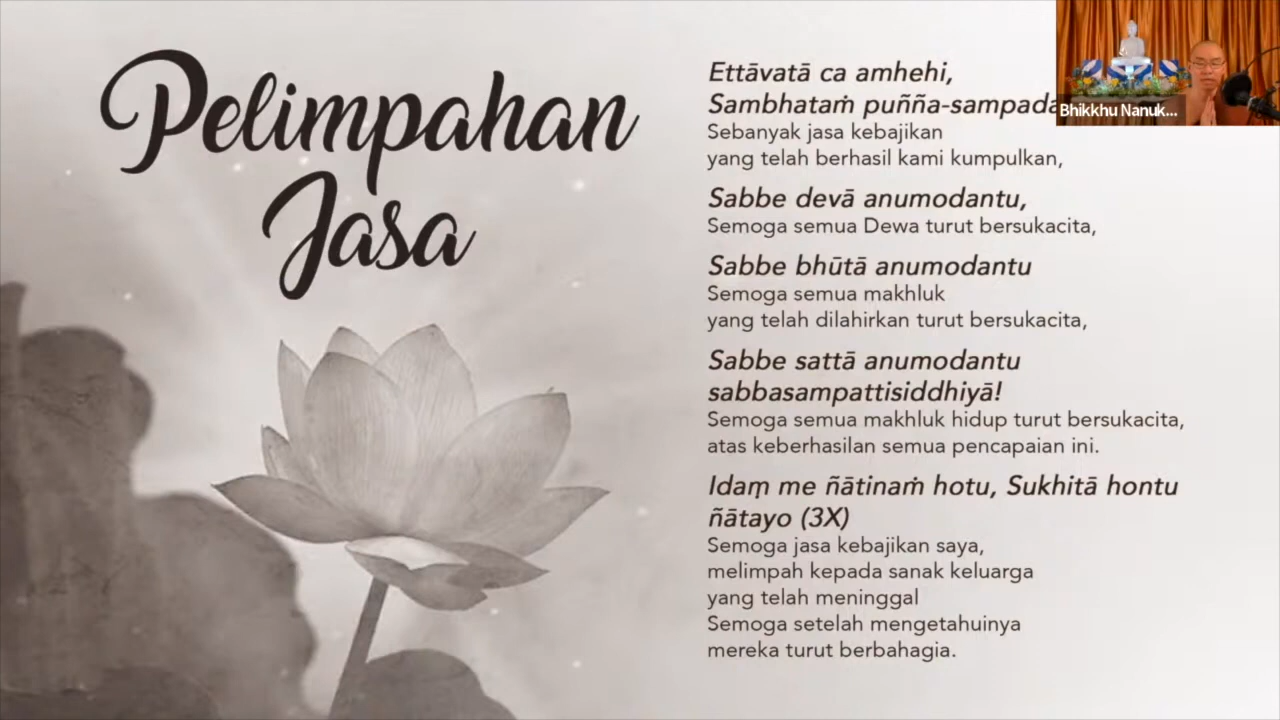 Pelimpahan
Jasa
Ettāvatā ca amhehi,
Sambhataṁ puñña-sampada
Sebanyak jasa kebajikan
yang telah berhasil kami kumpulkan,
Sabbe devā anumodantu,
Semoga semua Dewa turut bersukacita,
Sabbe bhūtā anumodantu
Semoga semua makhluk
yang telah dilahirkan turut bersukacita,
Sabbe sattā anumodantu
sabbasampattisiddhiyā!
Semoga semua makhluk hidup turut bersukacita,
atas keberhasilan semua pencapaian ini.
Idaṃ me ñātinaṁ hotu, Sukhitā hontu
ñātayo (3X)
Semoga jasa kebajikan saya,
melimpah kepada sanak keluarga
yang telah meninggal
Semoga setelah mengetahuinya
mereka turut berbahagia.
Bhikkhu Nanuk...